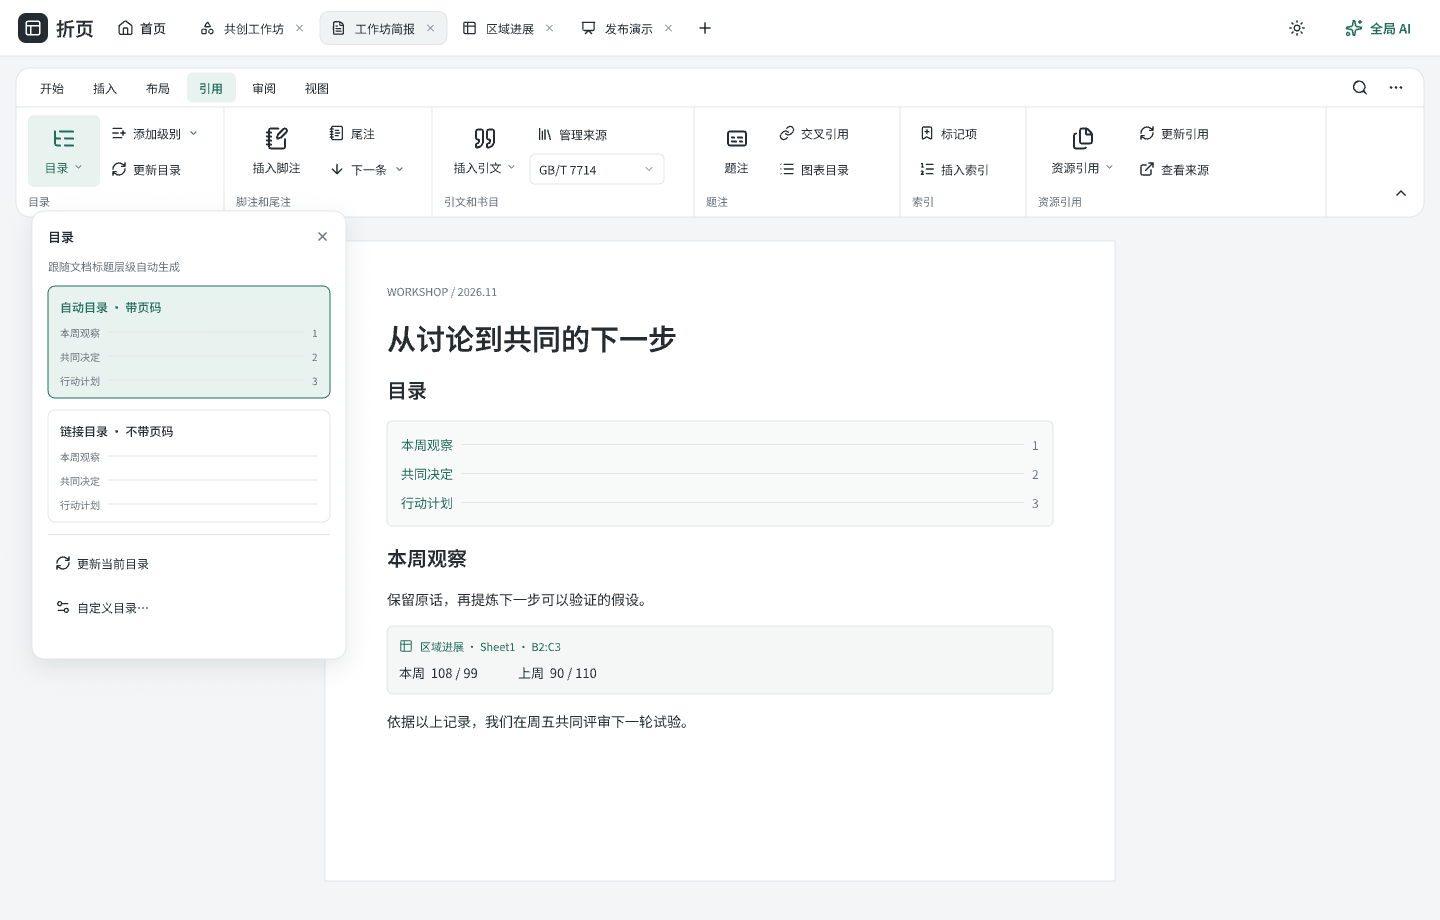 折页 首页 共创工作坊 工作坊简报 区域进展 发布演示 全局 AI
开始 插入 布局 引用 审阅 视图
目录 添加级别 更新目录 插入脚注 尾注 下一条 插入引文 管理来源 GB/T 7714 题注 交叉引用 图表目录 标记项 插入索引 资源引用 更新引用 查看来源
目录 脚注和尾注 引文和书目 题注 索引 资源引用
目录
跟随文档标题层级自动生成
自动目录 · 带页码
本周观察 1
共同决定 2
行动计划 3
链接目录 · 不带页码
本周观察
共同决定
行动计划
更新当前目录
自定义目录…
WORKSHOP / 2026.11
从讨论到共同的下一步
目录
本周观察 1
共同决定 2
行动计划 3
本周观察
保留原话，再提炼下一步可以验证的假设。
区域进展 · Sheet1 · B2:C3
本周 108 / 99 上周 90 / 110
依据以上记录，我们在周五共同评审下一轮试验。